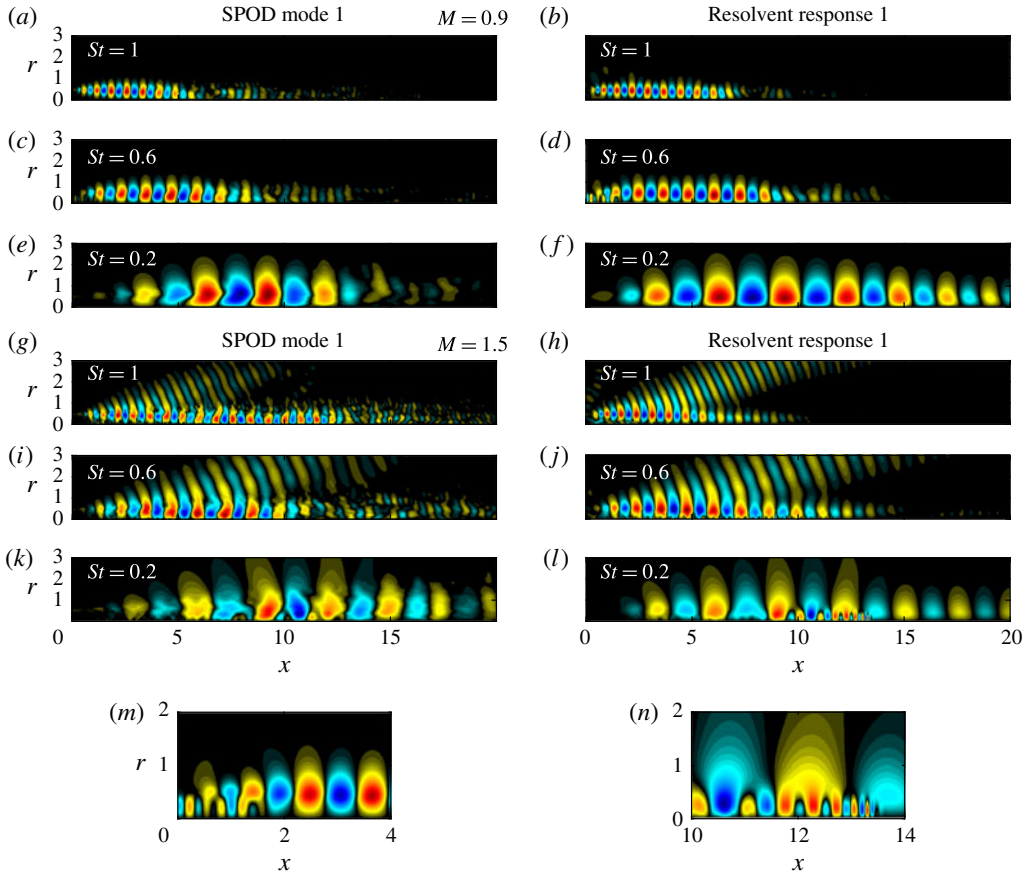 (a) SPOD mode 1 M = 0.9 (b) Resolvent response 1
3 St = 1 St = 1
2
r
1
0
(c) 3 St = 0.6 (d) St = 0.6
2
r
1
0
(e) 3 St = 0.2 (f) St = 0.2
2
r
1
0
(g) SPOD mode 1 M = 1.5 (h) Resolvent response 1
3 St = 1 St = 1
2
r
1
0
(i) 3 St = 0.6 (j) St = 0.6
2
r
1
0
(k) 3 St = 0.2 (l) St = 0.2
2
r
1
0 5 10 15 0 5 10 15 20
x x
(m) 2 (n) 2
r 1 1
0
0 2 4 10 12 14
x x